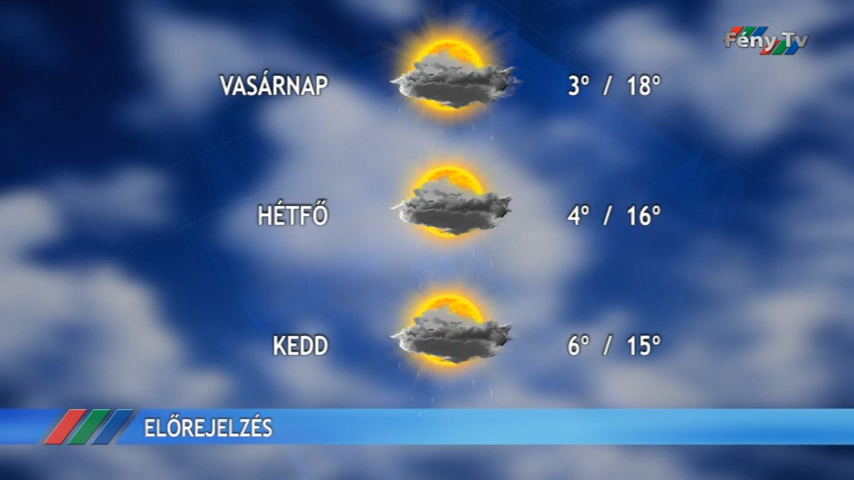 Fény Tv
VASÁRNAP 3° / 18°
HÉTFŐ 4° / 16°
KEDD 6° / 15°
ELŐREJELZÉS